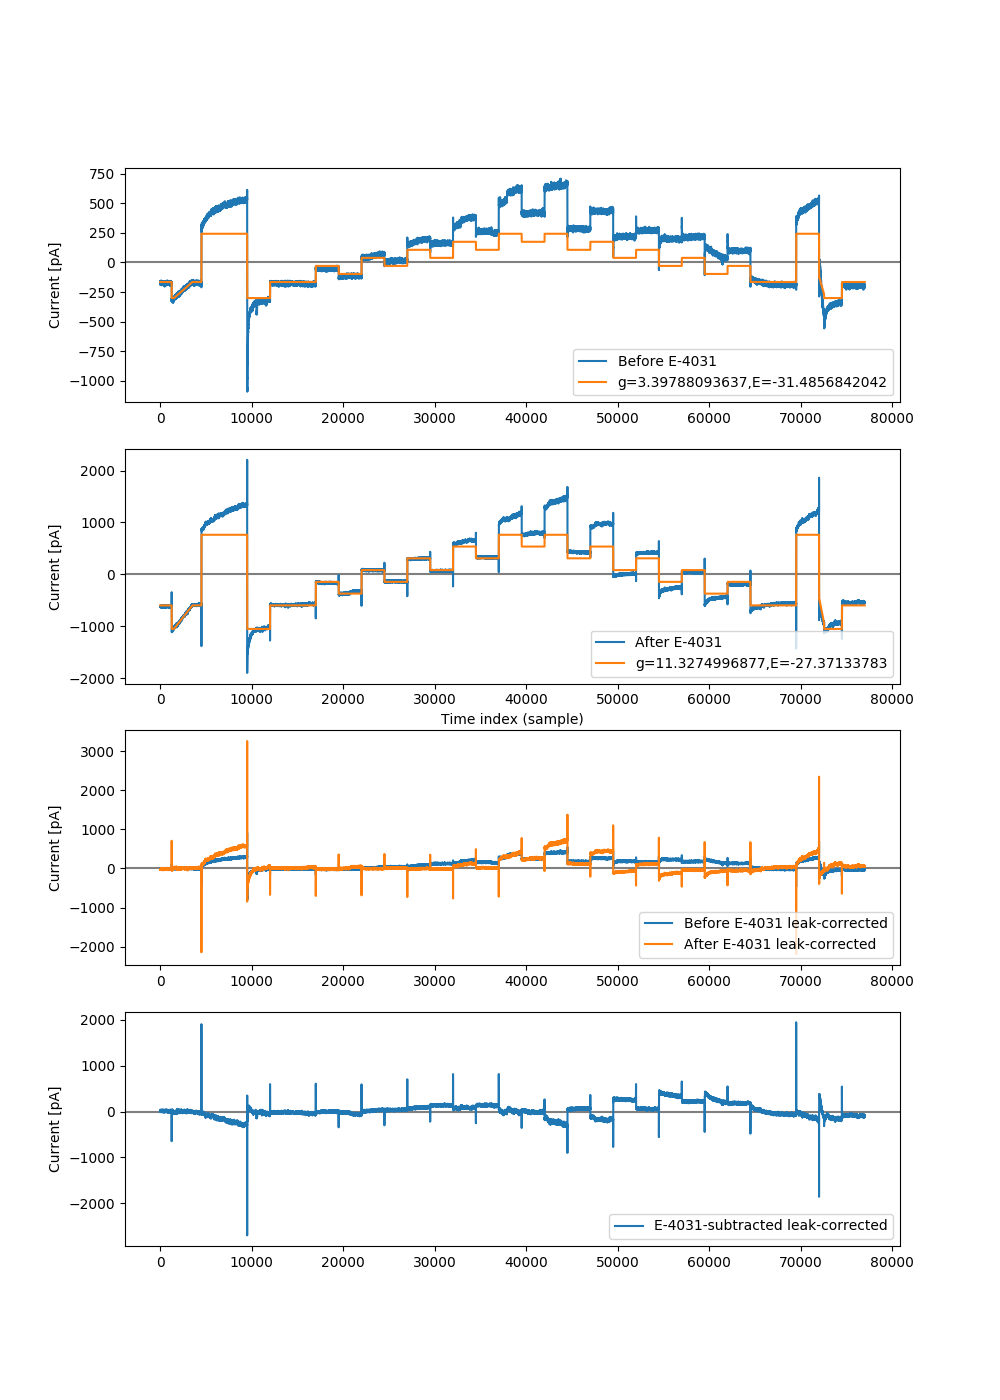 750
500
250
0
−250
−500
−750
−1000
Current [pA]
Before E-4031
g=3.39788093637,E=-31.4856842042
0 10000 20000 30000 40000 50000 60000 70000 80000
2000
1000
0
−1000
−2000
Current [pA]
After E-4031
g=11.3274996877,E=-27.37133783
0 10000 20000 30000 40000 50000 60000 70000 80000
Time index (sample)
3000
2000
1000
0
−1000
−2000
Current [pA]
Before E-4031 leak-corrected
After E-4031 leak-corrected
0 10000 20000 30000 40000 50000 60000 70000 80000
2000
1000
0
−1000
−2000
Current [pA]
E-4031-subtracted leak-corrected
0 10000 20000 30000 40000 50000 60000 70000 80000